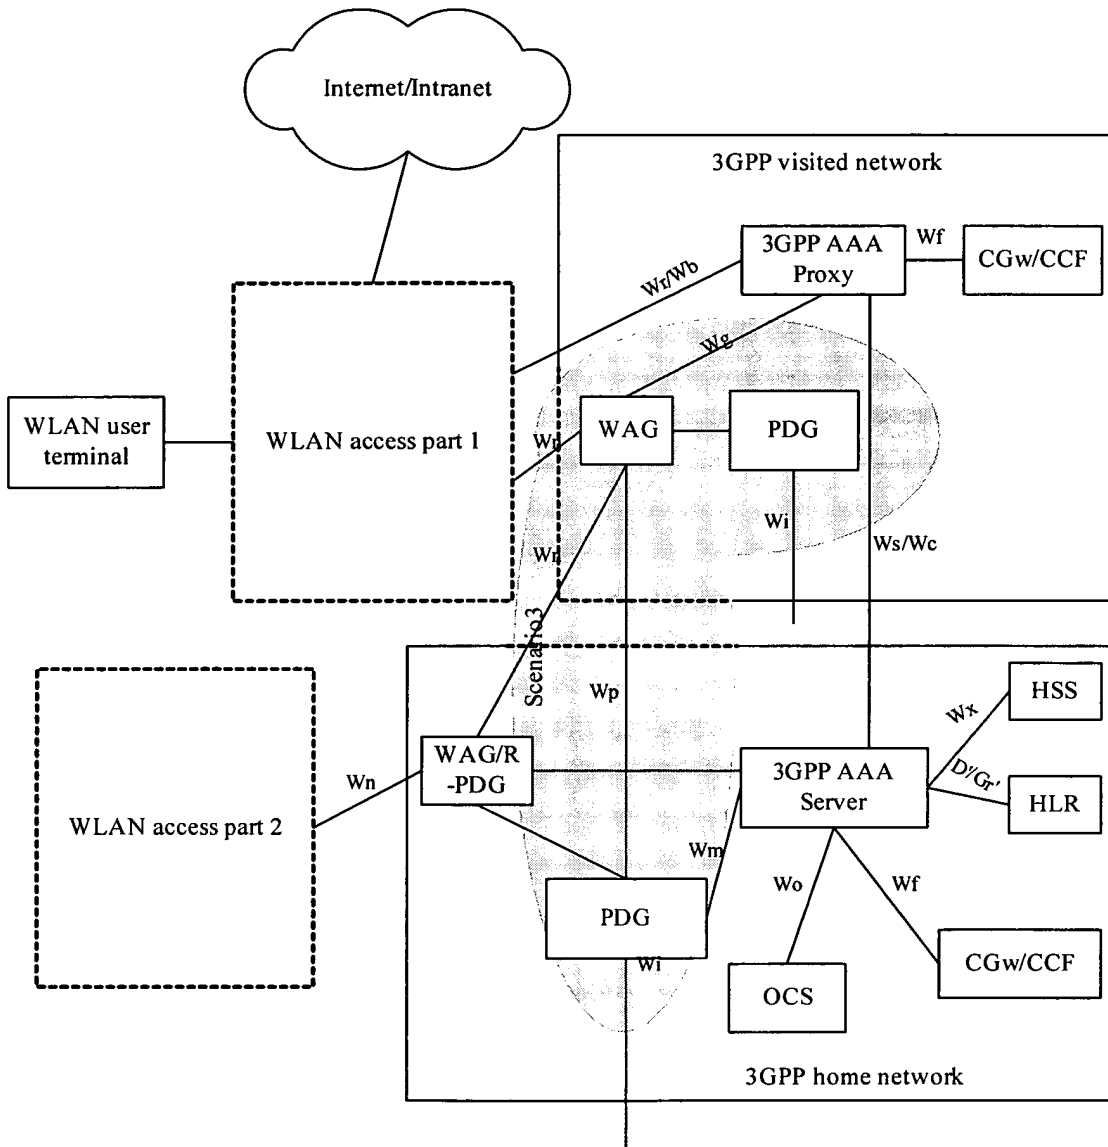 Internet/Intranet
3GPP visited network
3GPP AAA
Proxy
Wf
CGw/CCF
Wr/Wb
Wg
WLAN user
terminal
WLAN access part 1
Wn
WAG
PDG
Wi
Ws/Wc
Wn
Scenario3
Wp
HSS
Wx
WAG/R
-PDG
3GPP AAA
Server
D'/Gr'
HLR
Wn
WLAN access part 2
Wm
Wo
Wf
PDG
Wi
OCS
CGw/CCF
3GPP home network